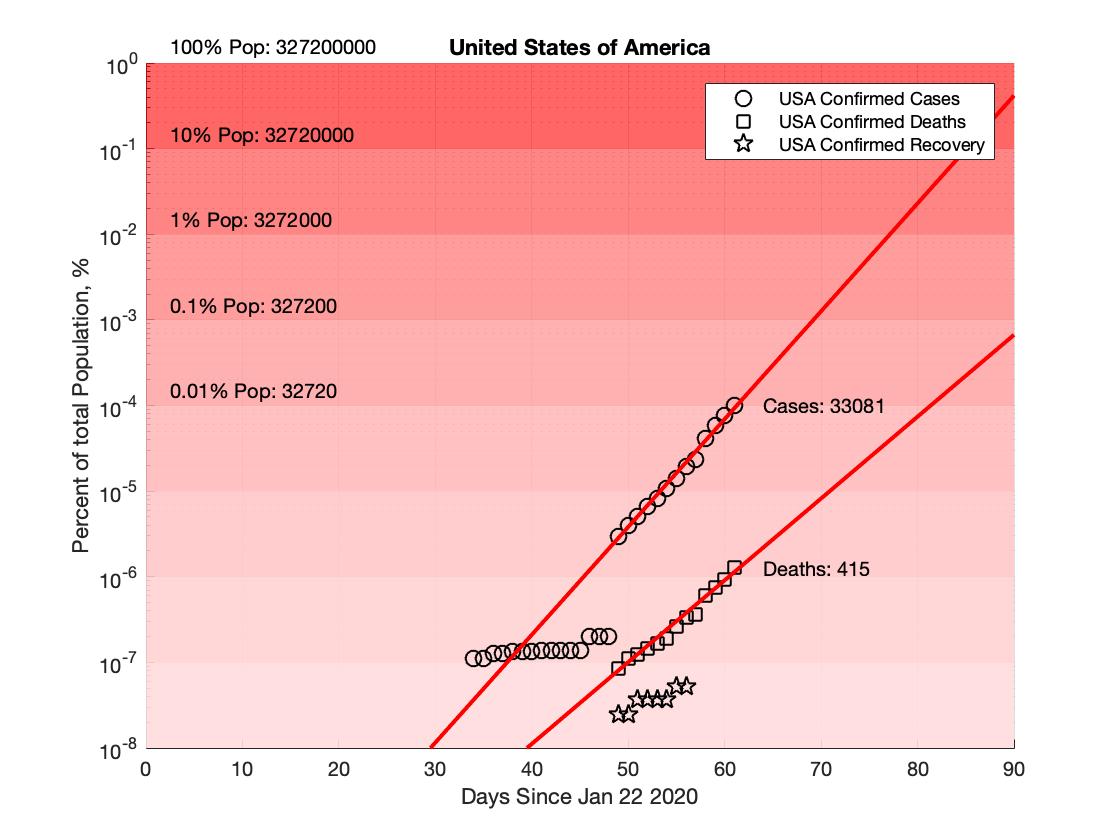 United States of America
100% Pop: 327200000
10% Pop: 32720000
1% Pop: 3272000
0.1% Pop: 327200
0.01% Pop: 32720
USA Confirmed Cases
USA Confirmed Deaths
USA Confirmed Recovery
Cases: 33081
Deaths: 415
Percent of total Population, %
10^0
10^-1
10^-2
10^-3
10^-4
10^-5
10^-6
10^-7
10^-8
0 10 20 30 40 50 60 70 80 90
Days Since Jan 22 2020